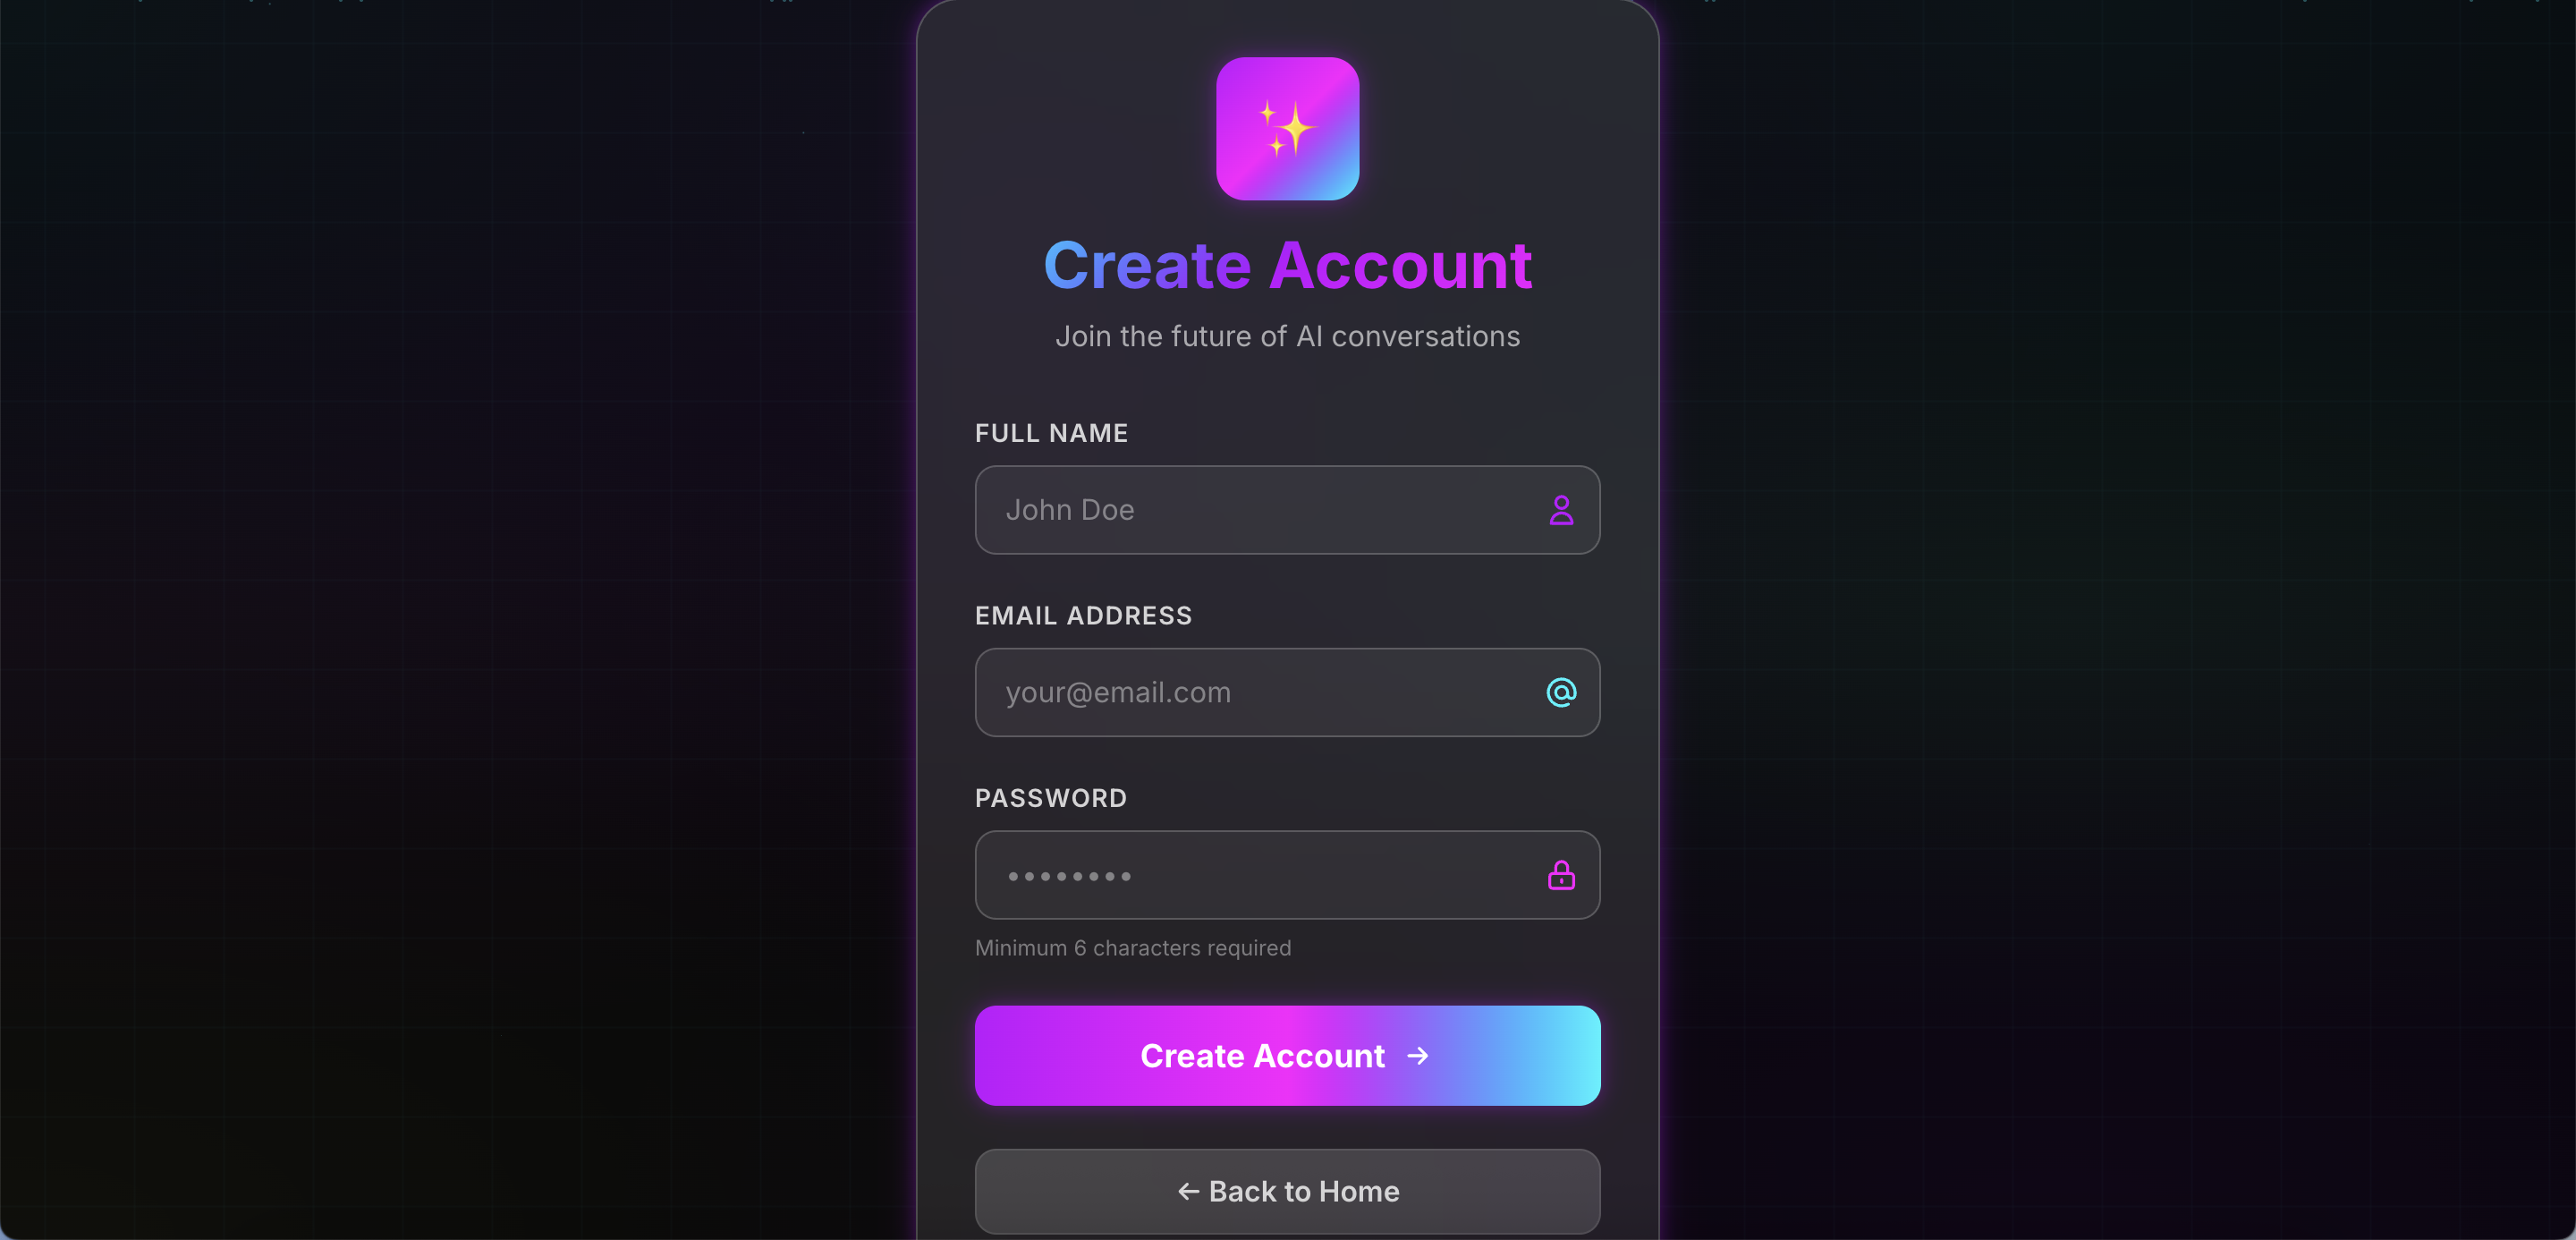 Create Account
Join the future of AI conversations
FULL NAME
John Doe
EMAIL ADDRESS
your@email.com
PASSWORD
••••••••
Minimum 6 characters required
Create Account →
← Back to Home